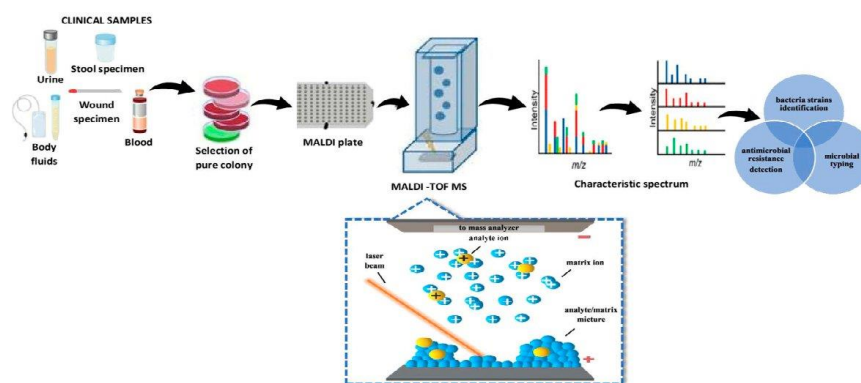 CLINICAL SAMPLES
Urine
Stool specimen
Wound
specimen
Body
fluids
Blood
Selection of
pure colony
MALDI plate
MALDI -TOF MS
Intensity
m/z
Intensity
m/z
Characteristic spectrum
bacteria strains
identification
antimicrobial
resistance
detection
microbial
typing
to mass analyzer
analyte ion
laser
beam
matrix ion
analyte/matrix
micture